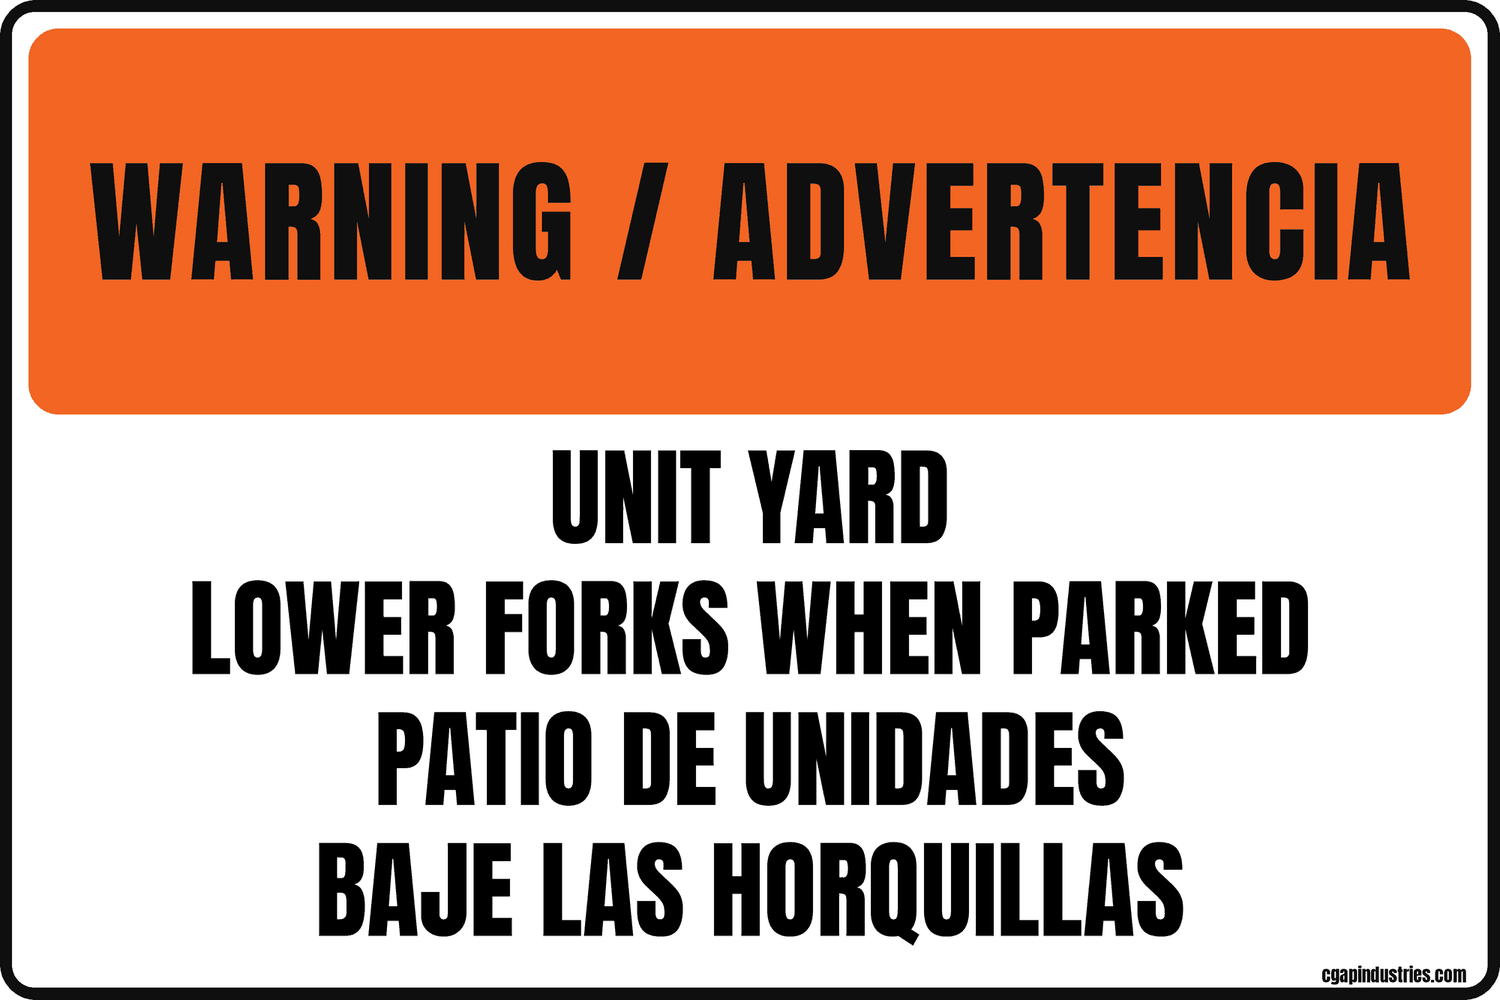 WARNING / ADVERTENCIA
UNIT YARD
LOWER FORKS WHEN PARKED
PATIO DE UNIDADES
BAJE LAS HORQUILLAS
cgapindustries.com